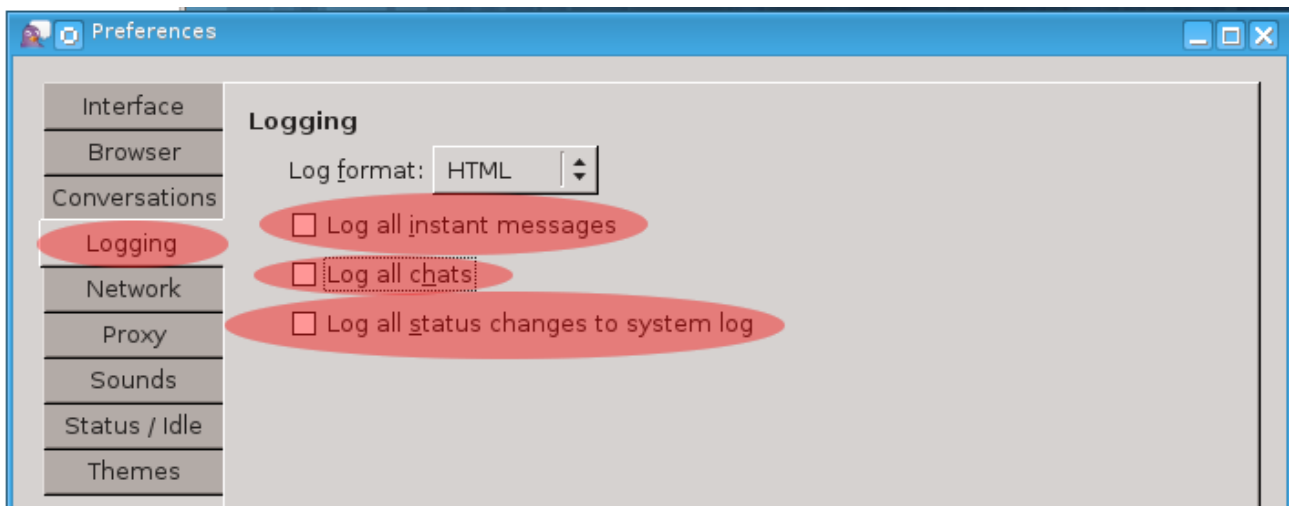 Preferences
Interface
Browser
Conversations
Logging
Network
Proxy
Sounds
Status / Idle
Themes
Logging
Log format: HTML
Log all instant messages
Log all chats
Log all status changes to system log